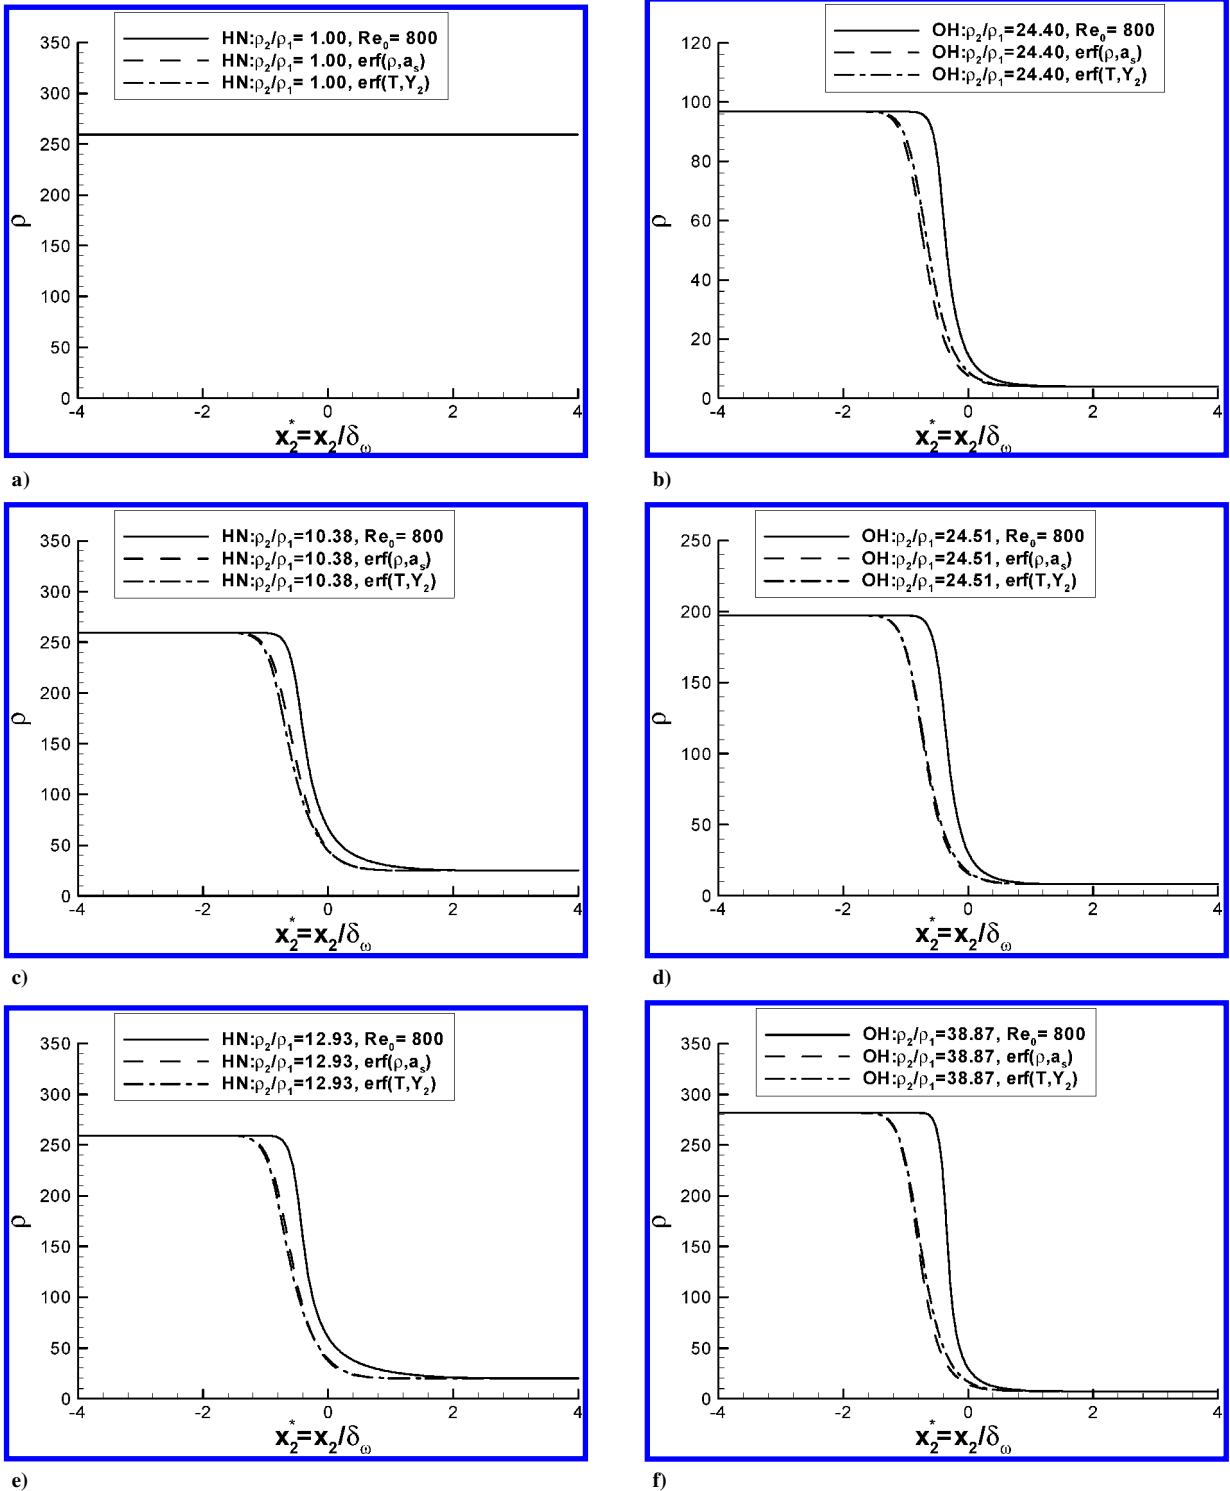 HN:ρ₂/ρ₁= 1.00, Re₀= 800
HN:ρ₂/ρ₁= 1.00, erf(ρ,aₛ)
HN:ρ₂/ρ₁= 1.00, erf(T,Y₂)
350
300
250
200
150
100
50
0
ρ
-4 -2 0 2 4
x₂*=x₂/δω
a)
OH:ρ₂/ρ₁=24.40, Re₀= 800
OH:ρ₂/ρ₁=24.40, erf(ρ,aₛ)
OH:ρ₂/ρ₁=24.40, erf(T,Y₂)
120
100
80
60
40
20
0
ρ
-4 -2 0 2 4
x₂*=x₂/δω
b)
HN:ρ₂/ρ₁=10.38, Re₀= 800
HN:ρ₂/ρ₁=10.38, erf(ρ,aₛ)
HN:ρ₂/ρ₁=10.38, erf(T,Y₂)
350
300
250
200
150
100
50
0
ρ
-4 -2 0 2 4
x₂*=x₂/δω
c)
OH:ρ₂/ρ₁=24.51, Re₀= 800
OH:ρ₂/ρ₁=24.51, erf(ρ,aₛ)
OH:ρ₂/ρ₁=24.51, erf(T,Y₂)
250
200
150
100
50
0
ρ
-4 -2 0 2 4
x₂*=x₂/δω
d)
HN:ρ₂/ρ₁=12.93, Re₀= 800
HN:ρ₂/ρ₁=12.93, erf(ρ,aₛ)
HN:ρ₂/ρ₁=12.93, erf(T,Y₂)
350
300
250
200
150
100
50
0
ρ
-4 -2 0 2 4
x₂*=x₂/δω
e)
OH:ρ₂/ρ₁=38.87, Re₀= 800
OH:ρ₂/ρ₁=38.87, erf(ρ,aₛ)
OH:ρ₂/ρ₁=38.87, erf(T,Y₂)
350
300
250
200
150
100
50
0
ρ
-4 -2 0 2 4
x₂*=x₂/δω
f)